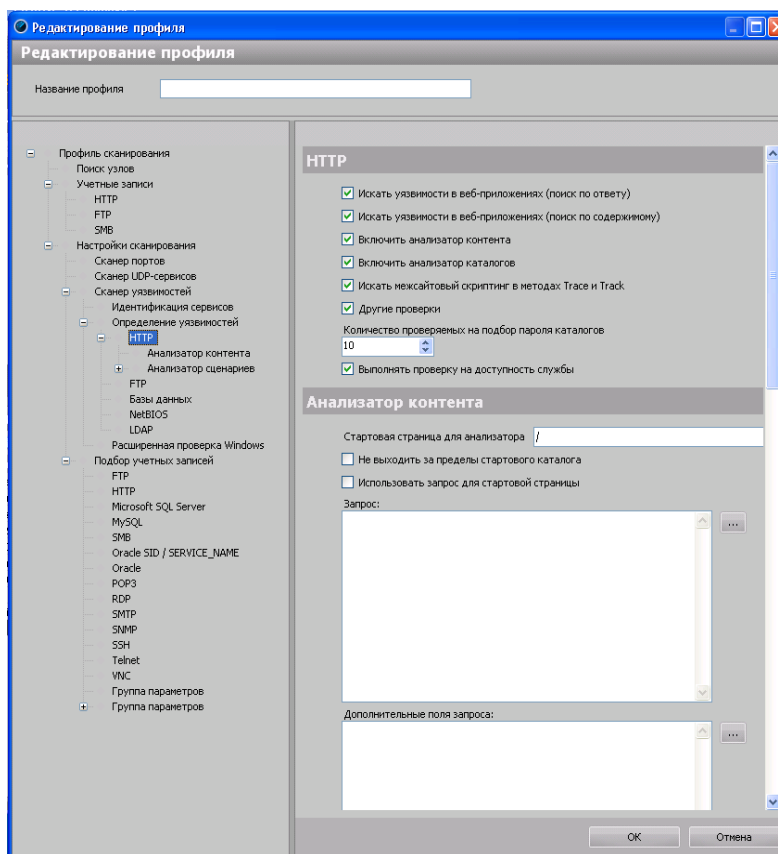 Редактирование профиля
Редактирование профиля
Название профиля
Профиль сканирования
Поиск узлов
Учетные записи
HTTP
FTP
SMB
Настройки сканирования
Сканер портов
Сканер UDP-сервисов
Сканер уязвимостей
Идентификация сервисов
Определение уязвимостей
HTTP
Анализатор контента
Анализатор сценариев
FTP
Базы данных
NetBIOS
LDAP
Расширенная проверка Windows
Подбор учетных записей
FTP
HTTP
Microsoft SQL Server
MySQL
SMB
Oracle SID / SERVICE_NAME
Oracle
POP3
RDP
SMTP
SNMP
SSH
Telnet
VNC
Группа параметров
Группа параметров
HTTP
Искать уязвимости в веб-приложениях (поиск по ответу)
Искать уязвимости в веб-приложениях (поиск по содержимому)
Включить анализатор контента
Включить анализатор каталогов
Искать межсайтовый скриптинг в методах Trace и Track
Другие проверки
Количество проверяемых на подбор пароля каталогов
10
Выполнять проверку на доступность службы
Анализатор контента
Стартовая страница для анализатора /
Не выходить за пределы стартового каталога
Использовать запрос для стартовой страницы
Запрос:
...
Дополнительные поля запроса:
...
OK Отмена